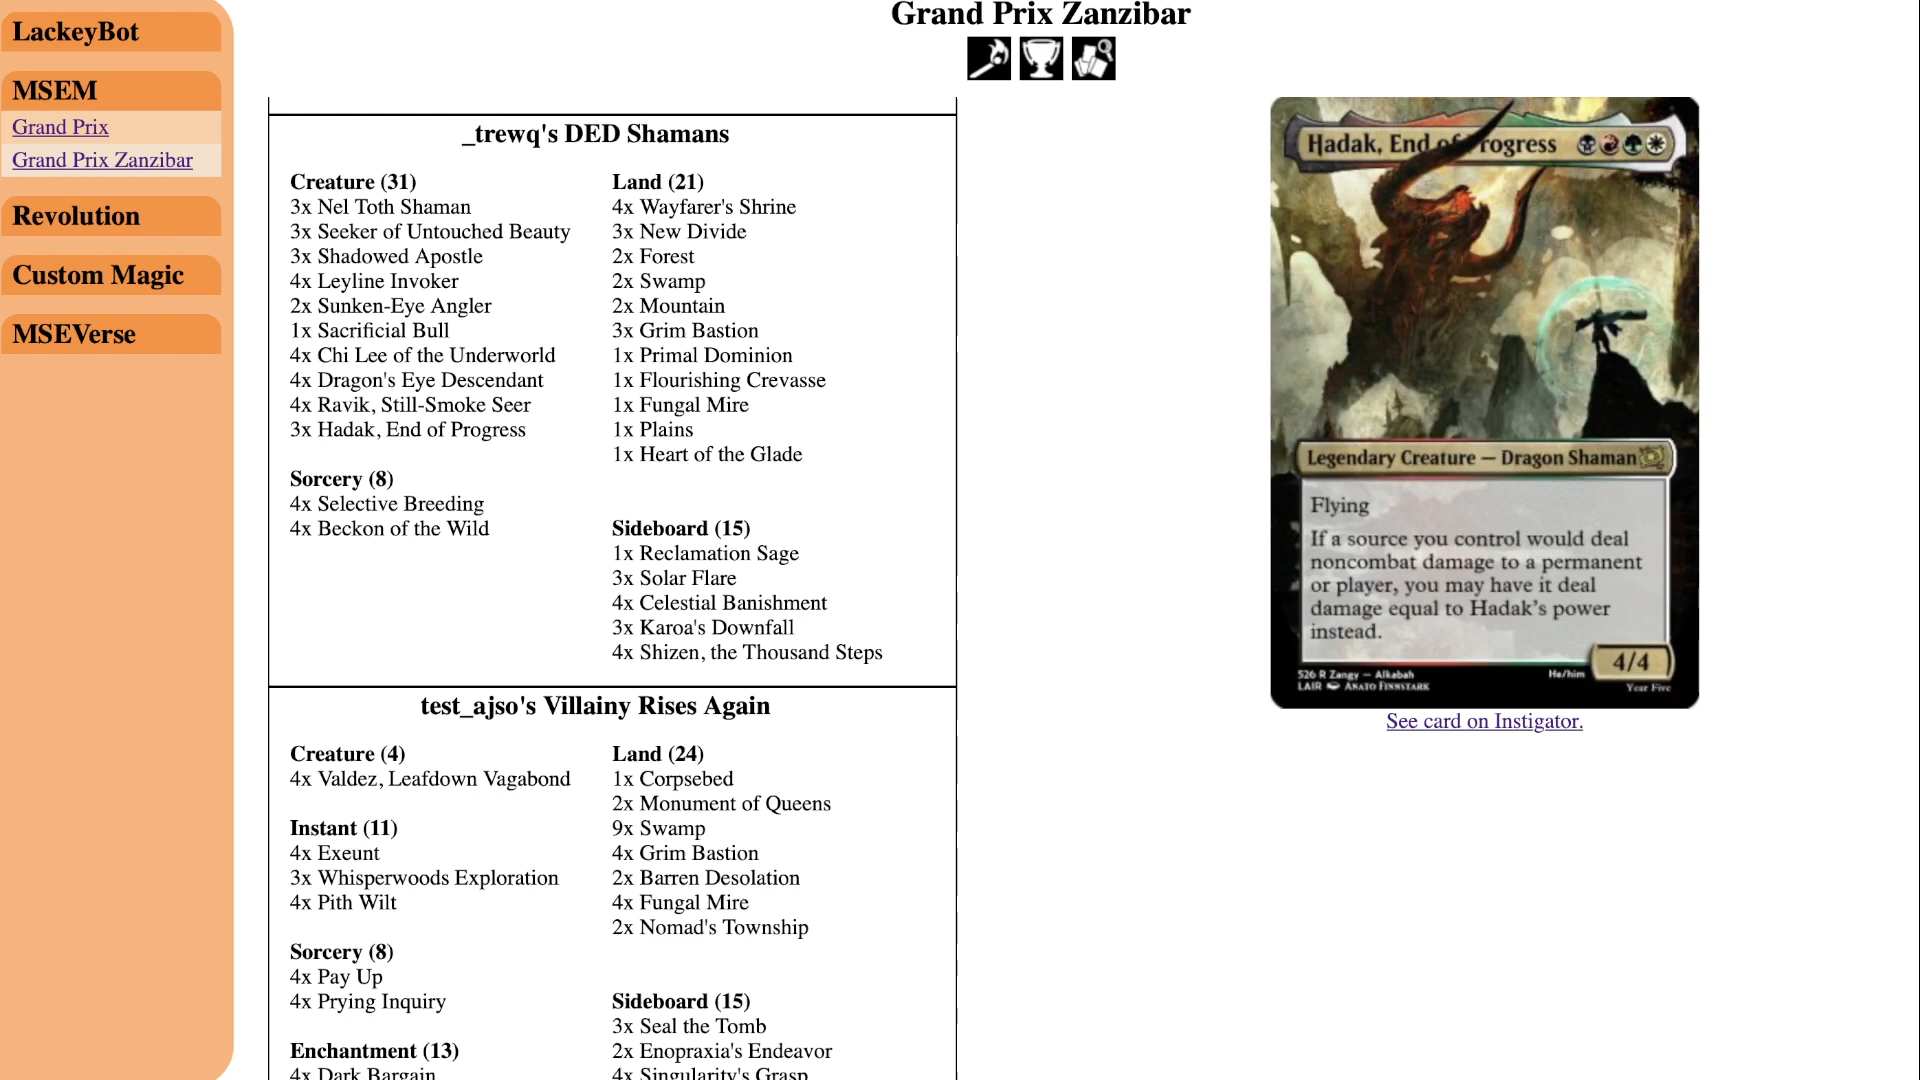 LackeyBot
MSEM
Grand Prix
Grand Prix Zanzibar
Revolution
Custom Magic
MSEVerse
Grand Prix Zanzibar
_trewq's DED Shamans
Creature (31)
3x Nel Toth Shaman
3x Seeker of Untouched Beauty
3x Shadowed Apostle
4x Leyline Invoker
2x Sunken-Eye Angler
1x Sacrificial Bull
4x Chi Lee of the Underworld
4x Dragon's Eye Descendant
4x Ravik, Still-Smoke Seer
3x Hadak, End of Progress
Sorcery (8)
4x Selective Breeding
4x Beckon of the Wild
Land (21)
4x Wayfarer's Shrine
3x New Divide
2x Forest
2x Swamp
2x Mountain
3x Grim Bastion
1x Primal Dominion
1x Flourishing Crevasse
1x Fungal Mire
1x Plains
1x Heart of the Glade
Sideboard (15)
1x Reclamation Sage
3x Solar Flare
4x Celestial Banishment
3x Karoa's Downfall
4x Shizen, the Thousand Steps
test_ajso's Villainy Rises Again
Creature (4)
4x Valdez, Leafdown Vagabond
Instant (11)
4x Exeunt
3x Whisperwoods Exploration
4x Pith Wilt
Sorcery (8)
4x Pay Up
4x Prying Inquiry
Enchantment (13)
4x Dark Bargain
Land (24)
1x Corpsebed
2x Monument of Queens
9x Swamp
4x Grim Bastion
2x Barren Desolation
4x Fungal Mire
2x Nomad's Township
Sideboard (15)
3x Seal the Tomb
2x Enopraxia's Endeavor
4x Singularity's Grasp
Hadak, End of Progress
Legendary Creature — Dragon Shaman
Flying
If a source you control would deal
noncombat damage to a permanent
or player, you may have it deal
damage equal to Hadak's power
instead.
4/4
526 R Zangy — Alkabah
He/him
LAIR Anato Finnstark
Year Five
See card on Instigator.